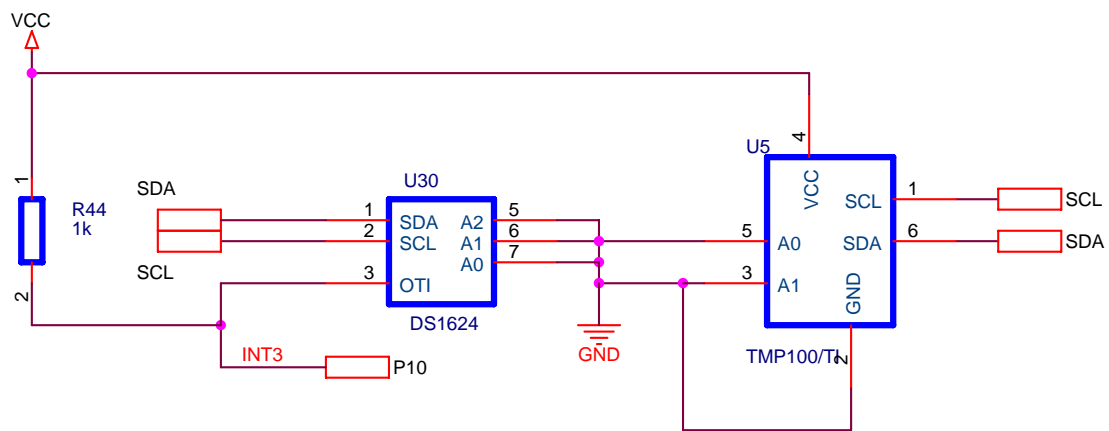 VCC
U5
4
VCC
1
SCL
SCL
6
SDA
SDA
5
A0
3
A1
GND
2
TMP100/TI
1
R44
1k
2
SDA
SCL
U30
1
SDA
A2
5
2
SCL
A1
6
A0
7
3
OTI
DS1624
GND
INT3
P10